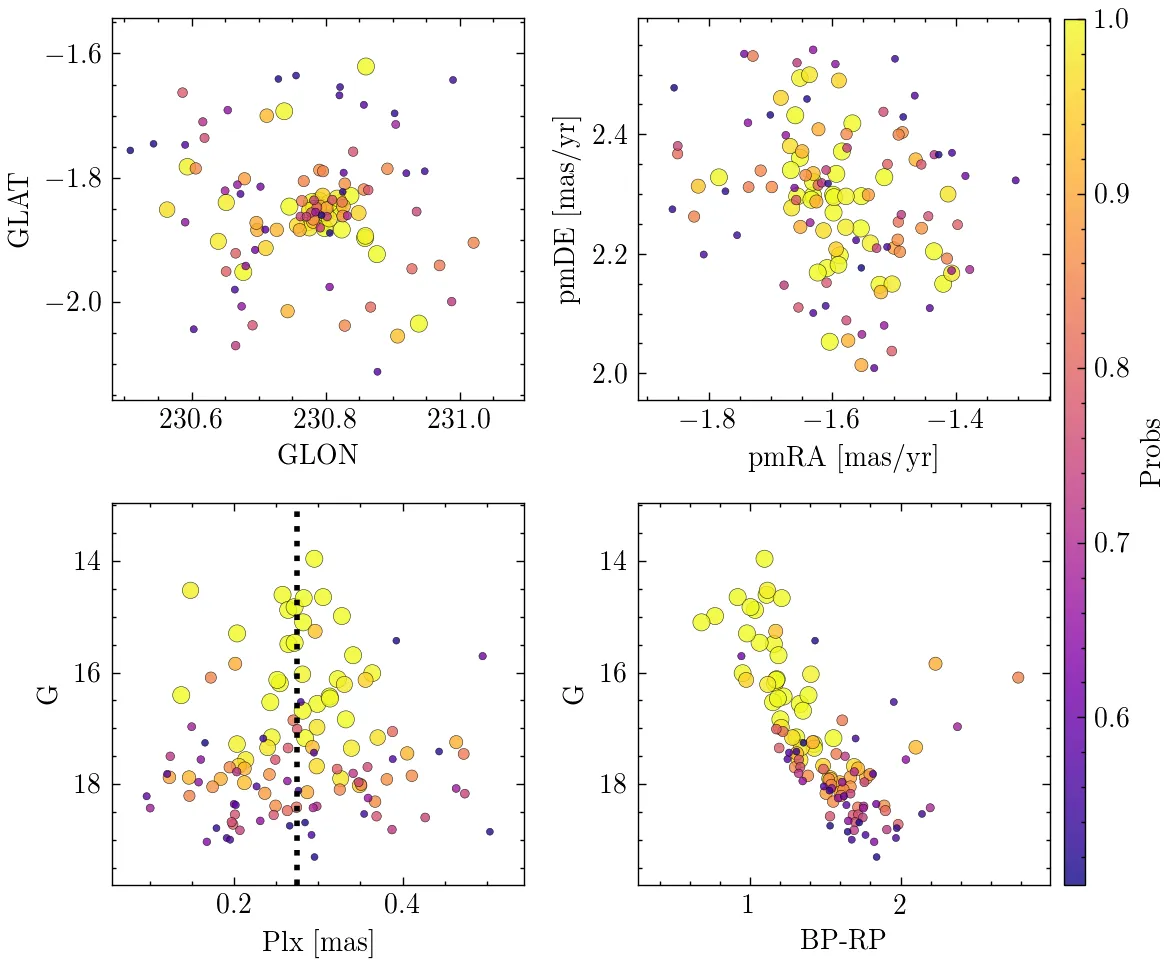 −1.6
−1.8
−2.0
GLAT
230.6 230.8 231.0
GLON
2.4
2.2
2.0
pmDE [mas/yr]
−1.8 −1.6 −1.4
pmRA [mas/yr]
14
16
18
G
0.2 0.4
Plx [mas]
14
16
18
G
1 2
BP-RP
1.0
0.9
0.8
0.7
0.6
Probs